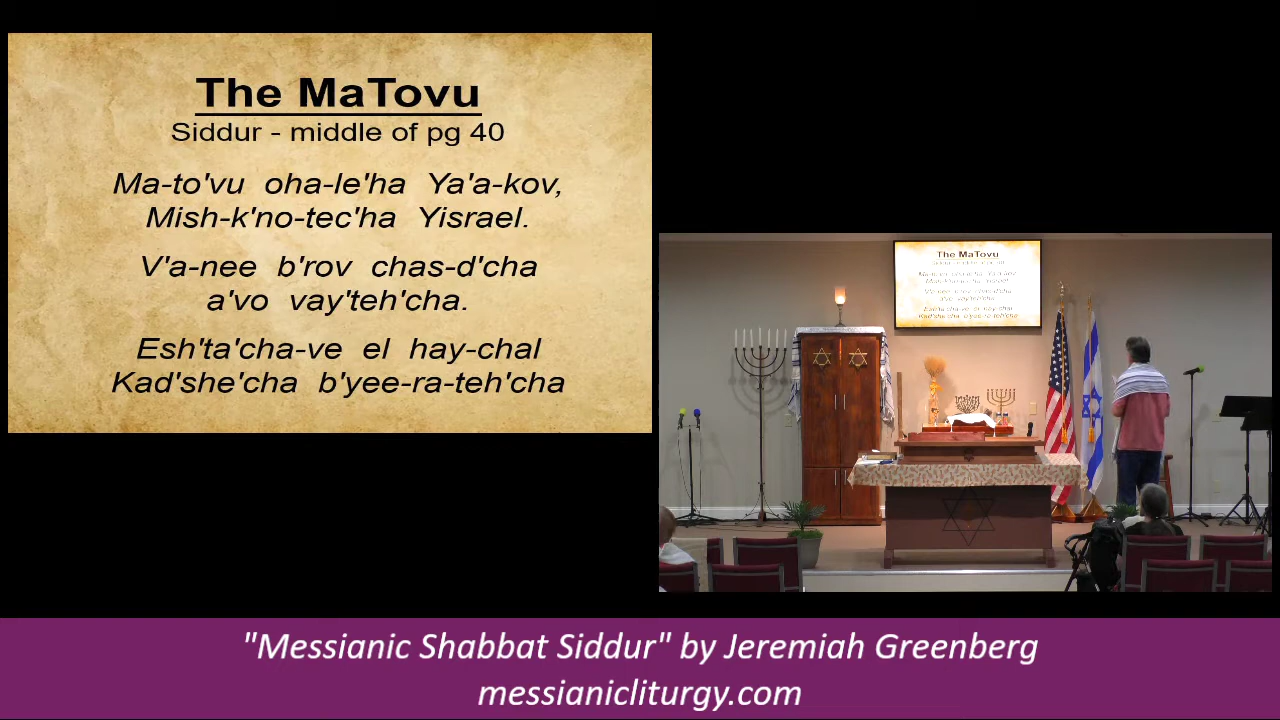 The MaTovu
Siddur - middle of pg 40
Ma-to'vu oha-le'ha Ya'a-kov,
Mish-k'no-tec'ha Yisrael.
V'a-nee b'rov chas-d'cha
a'vo vay'teh'cha.
Esh'ta'cha-ve el hay-chal
Kad'she'cha b'yee-ra-teh'cha
The MaTovu
"Messianic Shabbat Siddur" by Jeremiah Greenberg
messianicliturgy.com